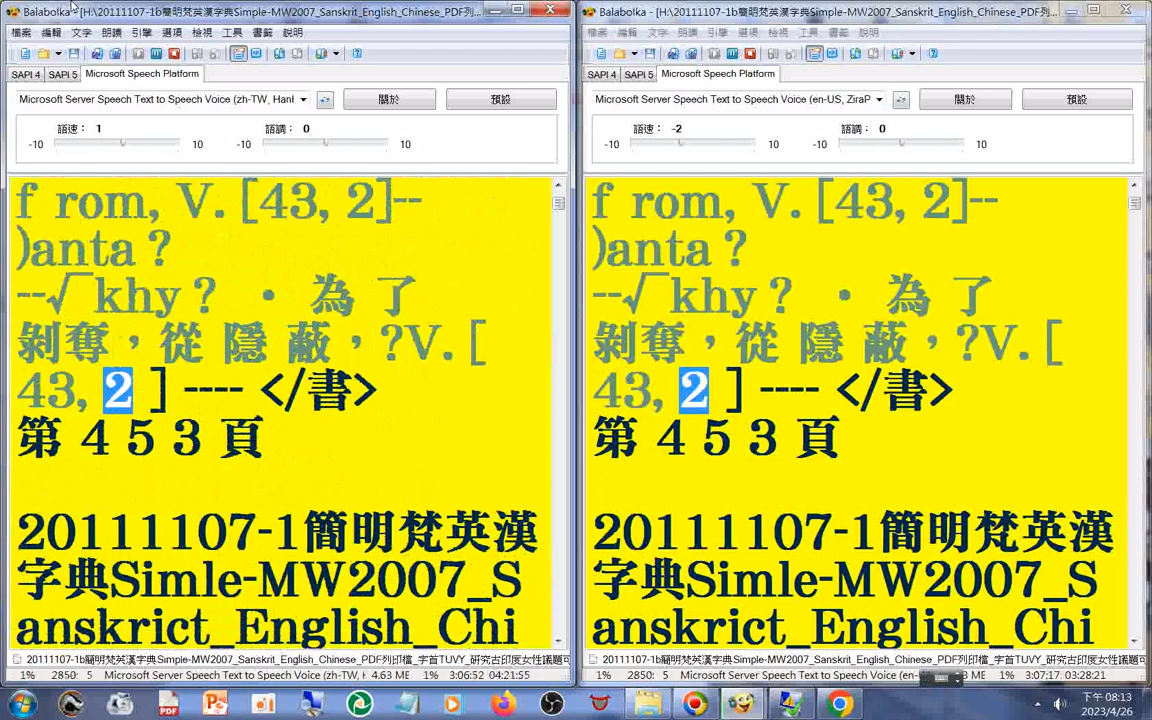 Balabolka - [H:\20111107-1b簡明梵英漢字典Simple-MW2007_Sanskrit_English_Chinese_PDF列...
檔案 編輯 文字 朗讀 引擎 選項 檢視 工具 書籤 說明
SAPI 4 SAPI 5 Microsoft Speech Platform
Microsoft Server Speech Text to Speech Voice (zh-TW, Hanl 關於 預設
語速： 1 語調： 0
-10 10 -10 10
f rom, V. [43, 2]--
)anta ?
--√ khy ? • 為 了
剝奪，從 隱 蔽，?V. [
43, 2 ] ---- </書>
第 4 5 3 頁
20111107-1簡明梵英漢
字典Simle-MW2007_S
anskrict_English_Chi
20111107-1b簡明梵英漢字典Simple-MW2007_Sanskrit_English_Chinese_PDF列印檔_字首TUVY_研究古印度女性議題可
1% 2850: 5 Microsoft Server Speech Text to Speech Voice (zh-TW, H 4.63 ME 1% 3:06:52 04:21:55
Balabolka - [H:\20111107-1b簡明梵英漢字典Simple-MW2007_Sanskrit_English_Chinese_PDF列...
檔案 編輯 文字 朗讀 引擎 選項 檢視 工具 書籤 說明
SAPI 4 SAPI 5 Microsoft Speech Platform
Microsoft Server Speech Text to Speech Voice (en-US, ZiraP 關於 預設
語速： -2 語調： 0
-10 10 -10 10
f rom, V. [43, 2]--
)anta ?
--√ khy ? • 為 了
剝奪，從 隱 蔽，?V. [
43, 2 ] ---- </書>
第 4 5 3 頁
20111107-1簡明梵英漢
字典Simle-MW2007_S
anskrict_English_Chi
20111107-1b簡明梵英漢字典Simple-MW2007_Sanskrit_English_Chinese_PDF列印檔_字首TUVY_研究古印度女性議題可
1% 2850: 5 Microsoft Server Speech Text to Speech Voice ME 1% 3:07:17 03:28:21
PDF
下午 08:13
2023/4/26